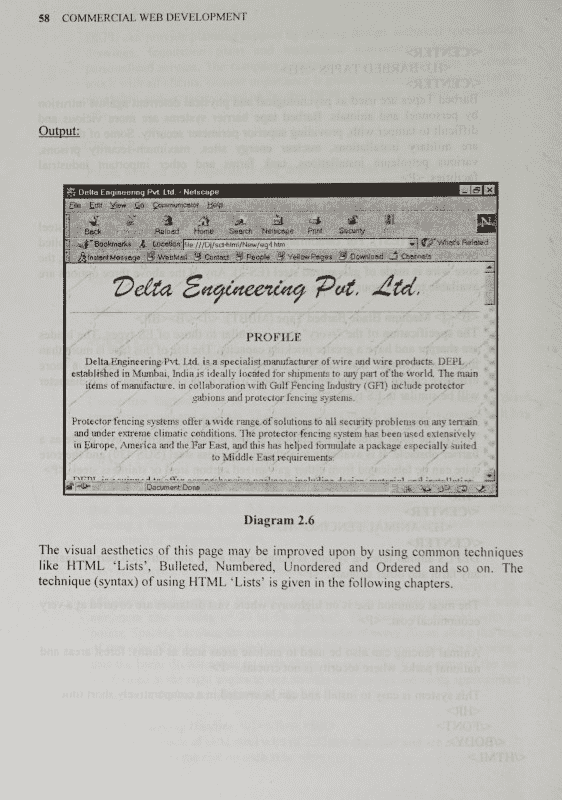 58 COMMERCIAL WEB DEVELOPMENT
Output:
Delta Engineering Pvt. Ltd. - Netscape
File Edit View Go Communicator Help
Back Reload Home Search Netscape Print Security
N
Bookmarks Location: file:///D|/sct-html/New/eg4.htm What's Related
Instant Message WebMail Contact People Yellow Pages Download Channels
Delta Engineering Pvt. Ltd.
PROFILE
Delta Engineering Pvt. Ltd. is a specialist manufacturer of wire and wire products. DEPL,
established in Mumbai, India is ideally located for shipments to any part of the world. The main
items of manufacture, in collaboration with Gulf Fencing Industry (GFI) include protector
gabions and protector fencing systems.
Protector fencing systems offer a wide range of solutions to all security problems on any terrain
and under extreme climatic conditions. The protector fencing system has been used extensively
in Europe, America and the Far East, and this has helped formulate a package especially suited
to Middle East requirements.
Document: Done
Diagram 2.6
The visual aesthetics of this page may be improved upon by using common techniques
like HTML ‘Lists’, Bulleted, Numbered, Unordered and Ordered and so on. The
technique (syntax) of using HTML ‘Lists’ is given in the following chapters.